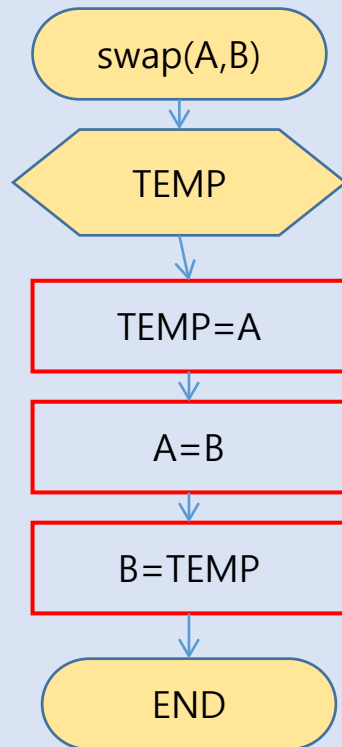 swap(A,B)
TEMP
TEMP=A
A=B
B=TEMP
END